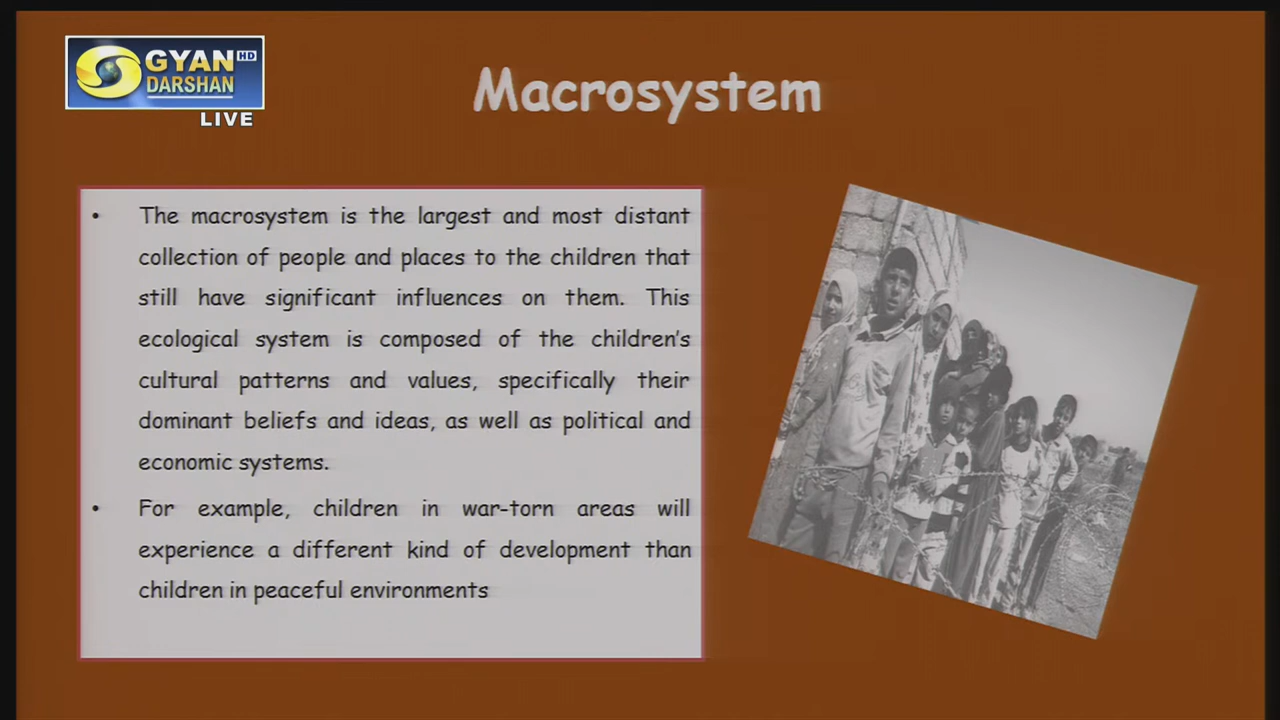 GYAN HD
DARSHAN
LIVE
Macrosystem
• The macrosystem is the largest and most distant
collection of people and places to the children that
still have significant influences on them. This
ecological system is composed of the children's
cultural patterns and values, specifically their
dominant beliefs and ideas, as well as political and
economic systems.
• For example, children in war-torn areas will
experience a different kind of development than
children in peaceful environments